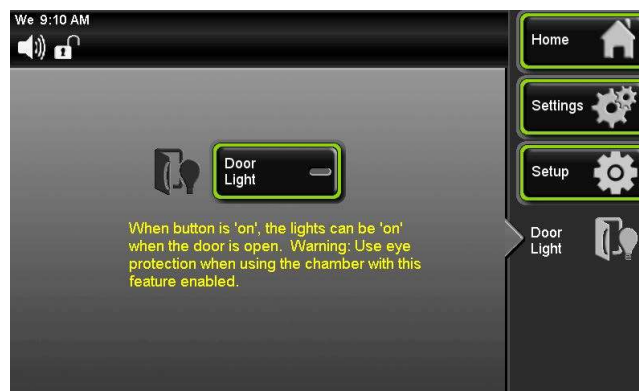 We 9:10 AM
Home
Settings
Setup
Door
Light
Door
Light
When button is 'on', the lights can be 'on'
when the door is open.  Warning: Use eye
protection when using the chamber with this
feature enabled.